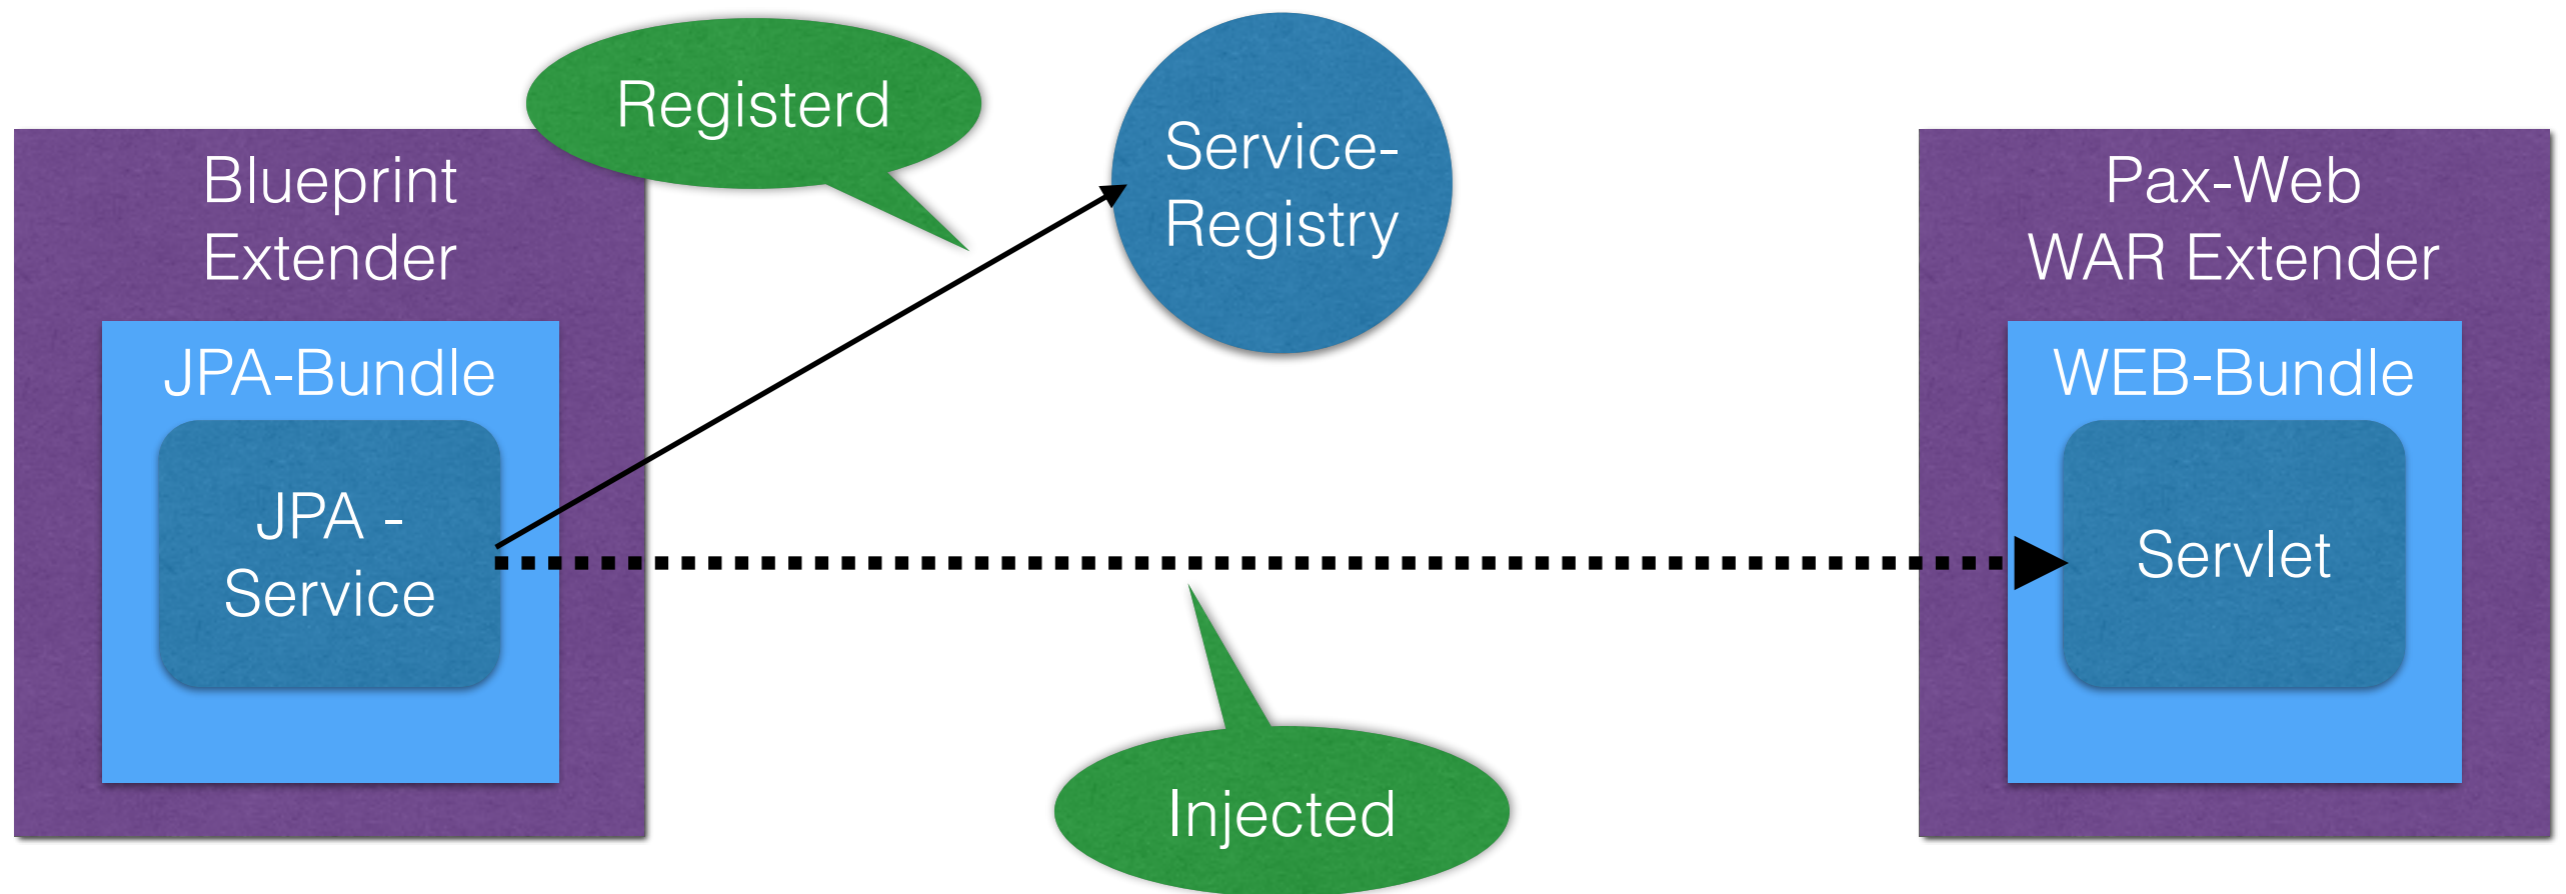 Registerd
Service-
Registry
Blueprint
Extender
JPA-Bundle
JPA -
Service
Pax-Web
WAR Extender
WEB-Bundle
Servlet
Injected